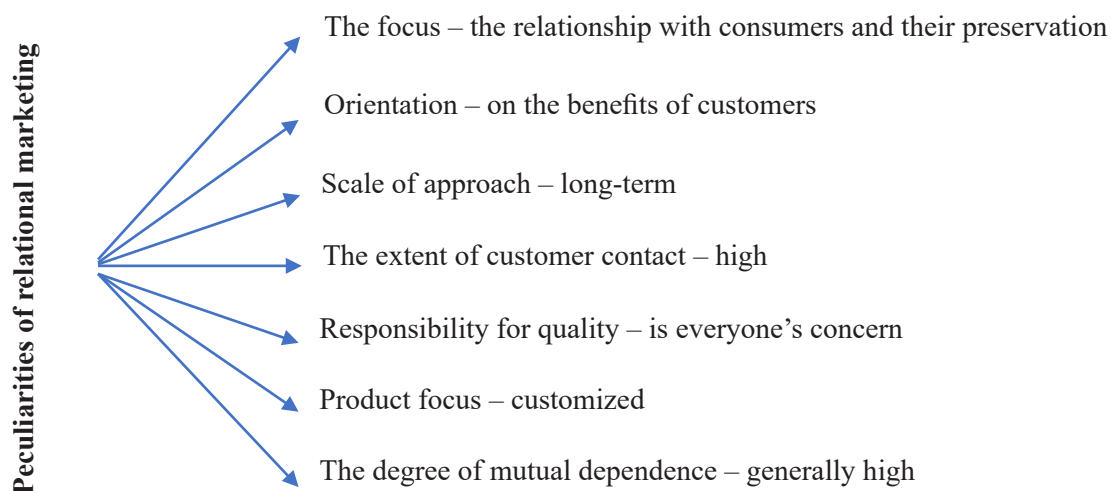 Peculiarities of relational marketing
The focus – the relationship with consumers and their preservation
Orientation – on the benefits of customers
Scale of approach – long-term
The extent of customer contact – high
Responsibility for quality – is everyone’s concern
Product focus – customized
The degree of mutual dependence – generally high